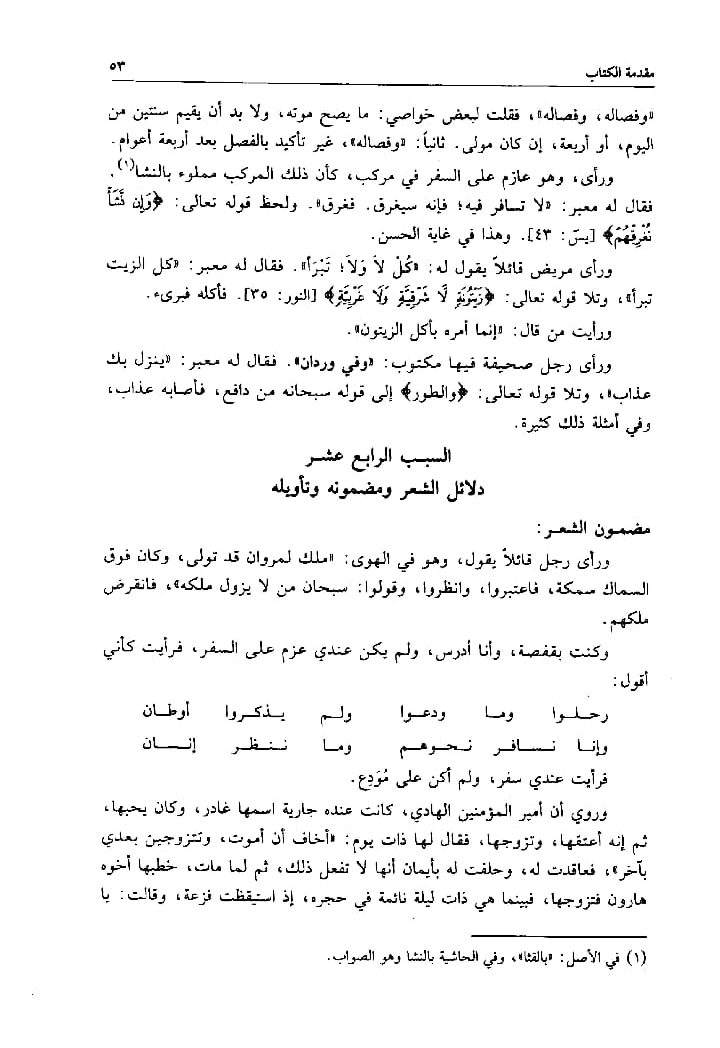 مقدمة الكتاب ٥٣
«وفصاله، وفصاله»، فقلت لبعض خواصي: ما يصح موته، ولا بد أن يقيم سنتين من
اليوم، أو أربعة، إن كان مولى. ثانياً: «وفصاله»، غير تأكيد بالفصل بعد أربعة أعوام.
ورأى، وهو عازم على السفر في مركب، كأن ذلك المركب مملوء بالنشا(١).
فقال له معبر: «لا تسافر فيه؛ فإنه سيغرق. فغرق». ولحظ قوله تعالى: ﴿وَإِن نَّشَأْ
نُغْرِقْهُمْ﴾ [يسَ: ٤٣]. وهذا في غاية الحسن.
ورأى مريض قائلاً يقول له: «كُلْ لاَ وَلاَ؛ تَبْرَأ». فقال له معبر: «كل الزيت
تبرأ»، وتلا قوله تعالى: ﴿زَيْتُونَةٍ لَّا شَرْقِيَّةٍ وَلَا غَرْبِيَّةٍ﴾ [النور: ٣٥]. فأكله فبرىء.
ورأيت من قال: «إنما أمره بأكل الزيتون».
ورأى رجل صحيفة فيها مكتوب: «وفي وردان». فقال له معبر: «ينزل بك
عذاب»، وتلا قوله تعالى: ﴿والطور﴾ إلى قوله سبحانه من دافع، فأصابه عذاب،
وفي أمثلة ذلك كثيرة.
السبب الرابع عشر
دلائل الشعر ومضمونه وتأويله
مضمون الشعر:
ورأى رجل قائلاً يقول، وهو في الهوى: «ملك لمروان قد تولى، وكان فوق
السماك سمكة، فاعتبروا، وانظروا، وقولوا: سبحان من لا يزول ملكه»، فانقرض
ملكهم.
وكنت بقفصة، وأنا أدرس، ولم يكن عندي عزم على السفر، فرأيت كأني
أقول:
رحلوا وما ودعوا ولم يذكروا أوطان
وإنا نسافر نحوهم وما ننظر إنسان
فرأيت عندي سفر، ولم أكن على مُوَدِع.
وروي أن أمير المؤمنين الهادي، كانت عنده جارية اسمها غادر، وكان يحبها،
ثم إنه أعتقها، وتزوجها، فقال لها ذات يوم: «أخاف أن أموت، وتتزوجين بعدي
بآخر»، فعاقدت له، وحلفت له بأيمان أنها لا تفعل ذلك، ثم لما مات، خطبها أخوه
هارون فتزوجها، فبينما هي ذات ليلة نائمة في حجره، إذ استيقظت فزعة، وقالت: يا
(١) في الأصل: «بالقثا»، وفي الحاشية بالنشا وهو الصواب.